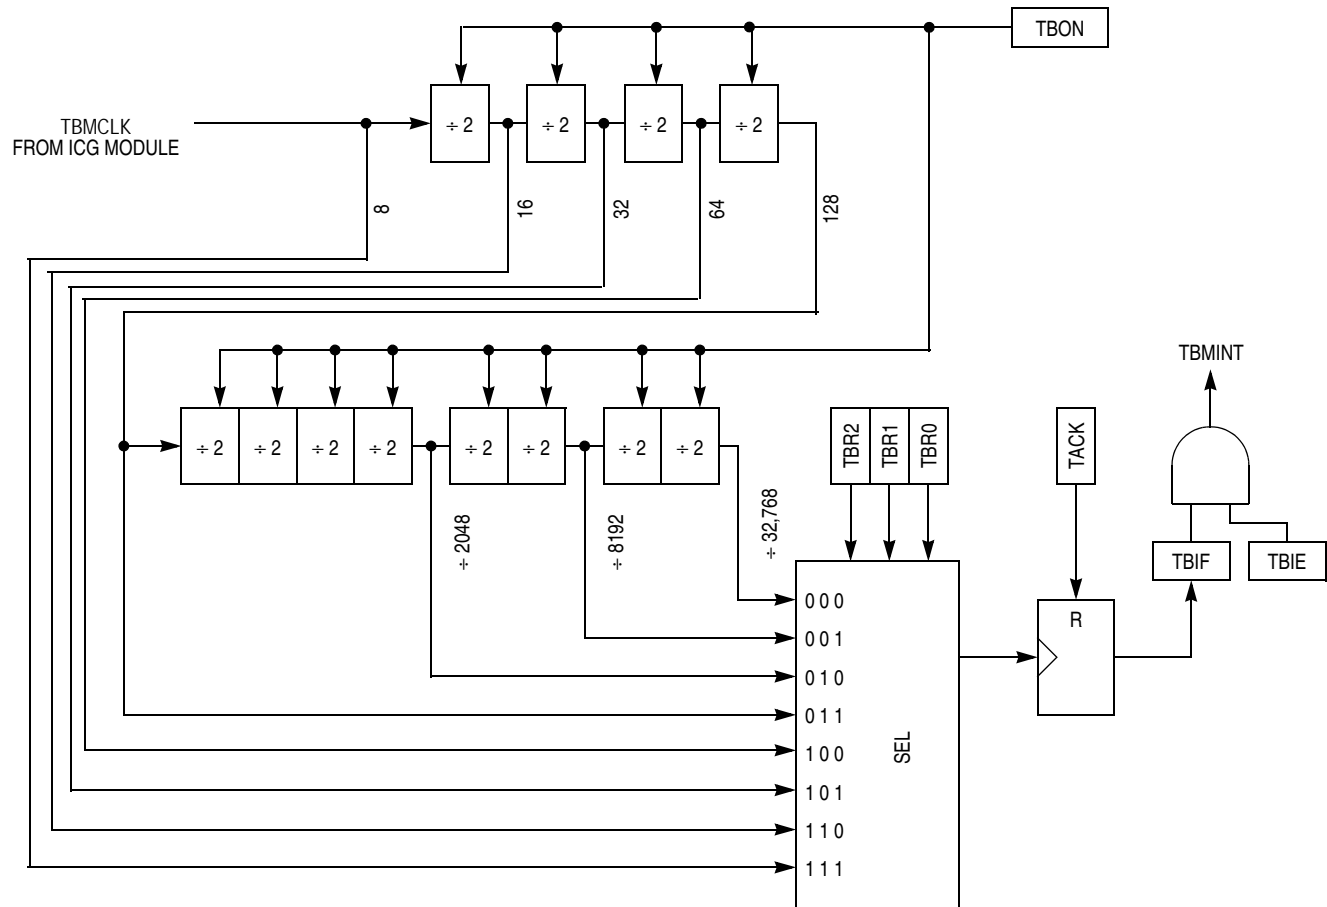 TBON
TBMCLK
FROM ICG MODULE
÷ 2
÷ 2
÷ 2
÷ 2
8
16
32
64
128
TBMINT
÷ 2
÷ 2
÷ 2
÷ 2
÷ 2
÷ 2
÷ 2
÷ 2
TBR2
TBR1
TBR0
TACK
÷ 2048
÷ 8192
÷ 32,768
TBIF
TBIE
0 0 0
0 0 1
0 1 0
0 1 1
1 0 0
1 0 1
1 1 0
1 1 1
SEL
R